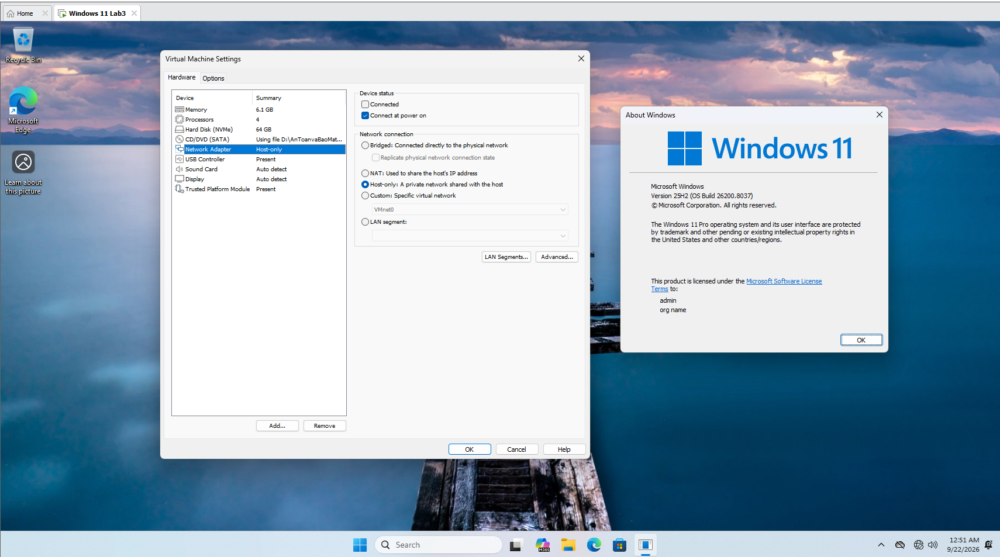 Home
Windows 11 Lab3
Recycle Bin
Microsoft
Edge
Learn about
this picture
Virtual Machine Settings
Hardware
Options
Device
Summary
Memory
6.1 GB
Processors
4
Hard Disk (NVMe)
64 GB
CD/DVD (SATA)
Using file D:\AnToanvaBaoMat...
Network Adapter
Host-only
USB Controller
Present
Sound Card
Auto detect
Display
Auto detect
Trusted Platform Module
Present
Add...
Remove
Device status
Connected
Connect at power on
Network connection
Bridged: Connected directly to the physical network
Replicate physical network connection state
NAT: Used to share the host's IP address
Host-only: A private network shared with the host
Custom: Specific virtual network
VMnet0
LAN segment:
LAN Segments...
Advanced...
OK
Cancel
Help
About Windows
Windows 11
Microsoft Windows
Version 25H2 (OS Build 26200.8037)
© Microsoft Corporation. All rights reserved.
The Windows 11 Pro operating system and its user interface are protected
by trademark and other pending or existing intellectual property rights in
the United States and other countries/regions.
This product is licensed under the Microsoft Software License
Terms to:
admin
org name
OK
Search
M365
12:51 AM
9/22/2026